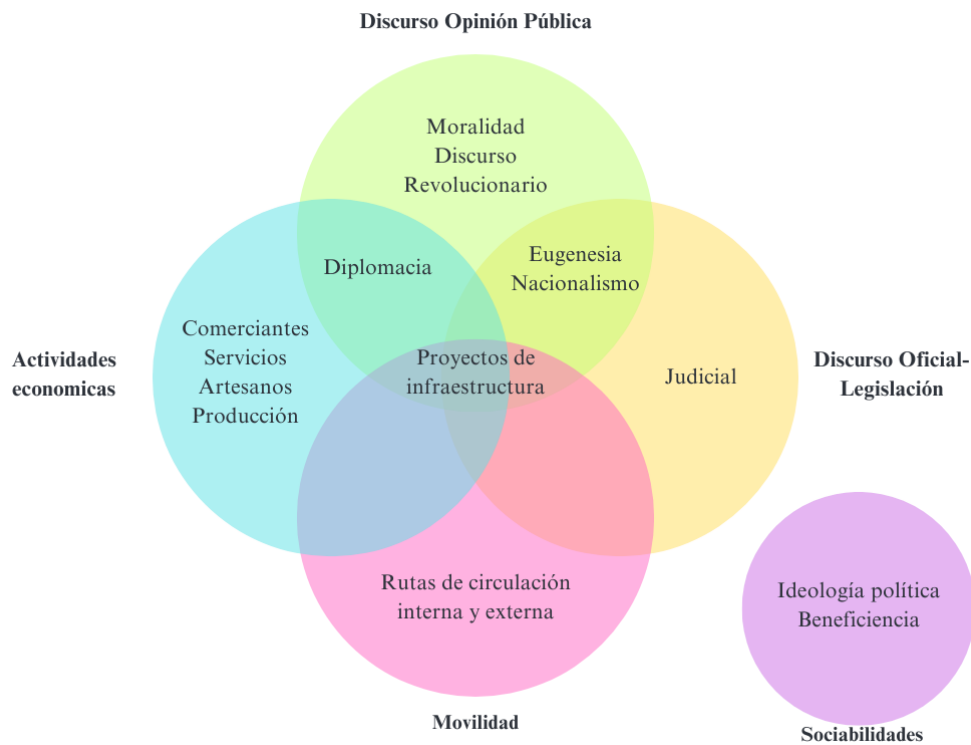 Discurso Opinión Pública
Moralidad
Discurso
Revolucionario
Diplomacia
Eugenesia
Nacionalismo
Actividades
economicas
Comerciantes
Servicios
Artesanos
Producción
Proyectos de
infraestructura
Judicial
Discurso Oficial-
Legislación
Rutas de circulación
interna y externa
Movilidad
Ideología política
Beneficiencia
Sociabilidades